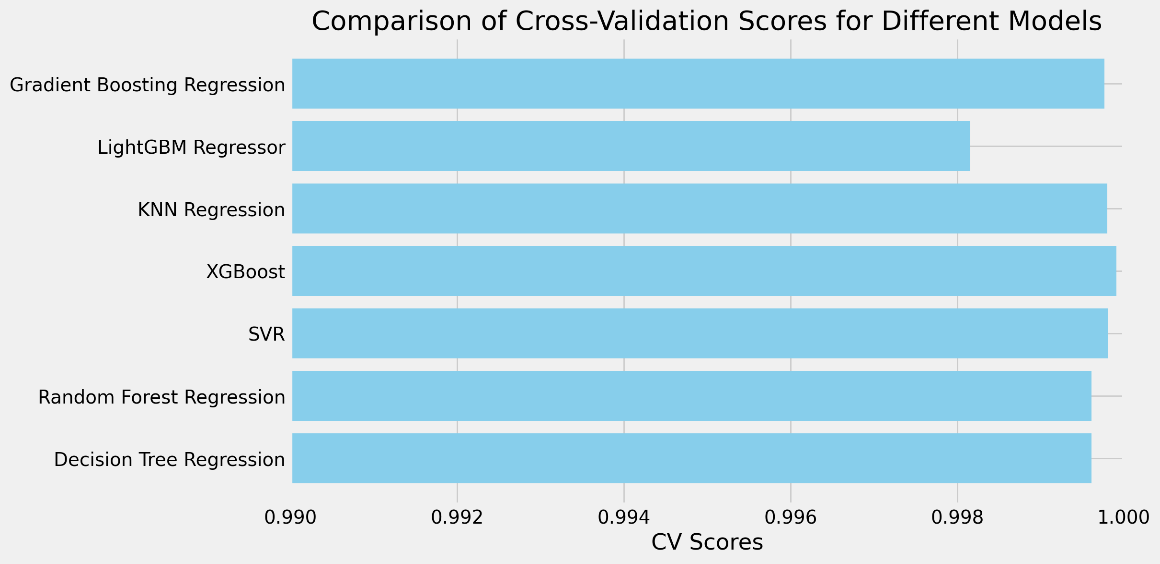 Comparison of Cross-Validation Scores for Different Models
Gradient Boosting Regression
LightGBM Regressor
KNN Regression
XGBoost
SVR
Random Forest Regression
Decision Tree Regression
0.990 0.992 0.994 0.996 0.998 1.000
CV Scores